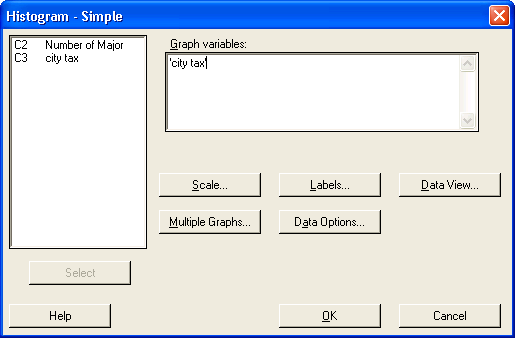 Histogram - Simple
C2 Number of Major
C3 city tax
Graph variables:
'city tax'
Scale...
Labels...
Data View...
Multiple Graphs...
Data Options...
Select
Help
OK
Cancel